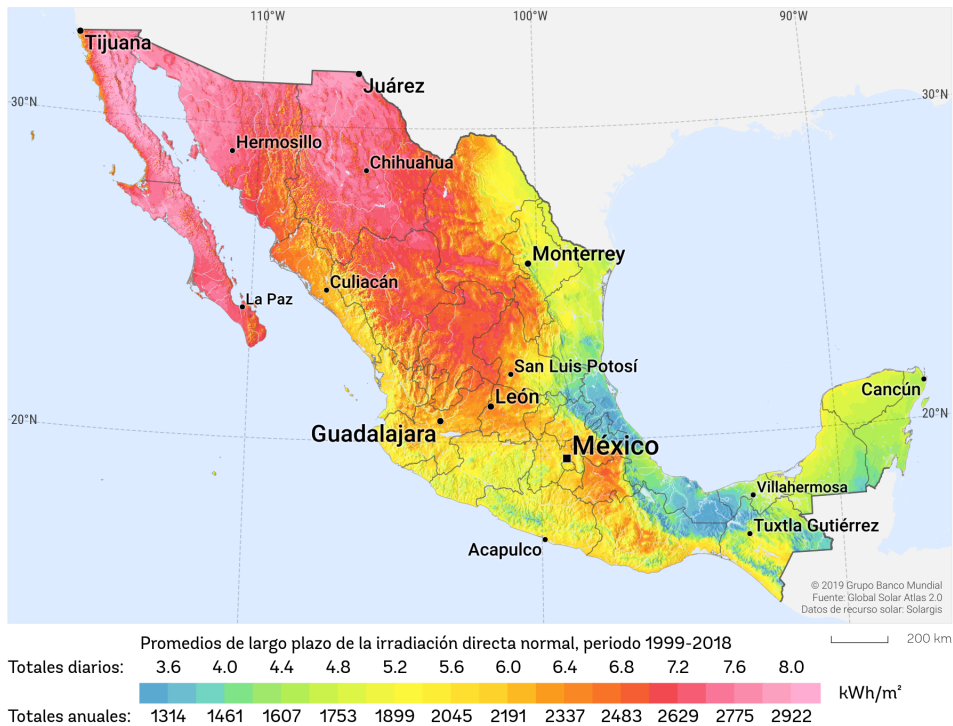 110°W 100°W 90°W
Tijuana
Juárez
30°N 30°N
Hermosillo
Chihuahua
Monterrey
Culiacán
La Paz
San Luis Potosí
Cancún
León
20°N 20°N
Guadalajara
México
Villahermosa
Tuxtla Gutiérrez
Acapulco
© 2019 Grupo Banco Mundial
Fuente: Global Solar Atlas 2.0
Datos de recurso solar: Solargis
Promedios de largo plazo de la irradiación directa normal, periodo 1999-2018
200 km
Totales diarios: 3.6 4.0 4.4 4.8 5.2 5.6 6.0 6.4 6.8 7.2 7.6 8.0
kWh/m²
Totales anuales: 1314 1461 1607 1753 1899 2045 2191 2337 2483 2629 2775 2922